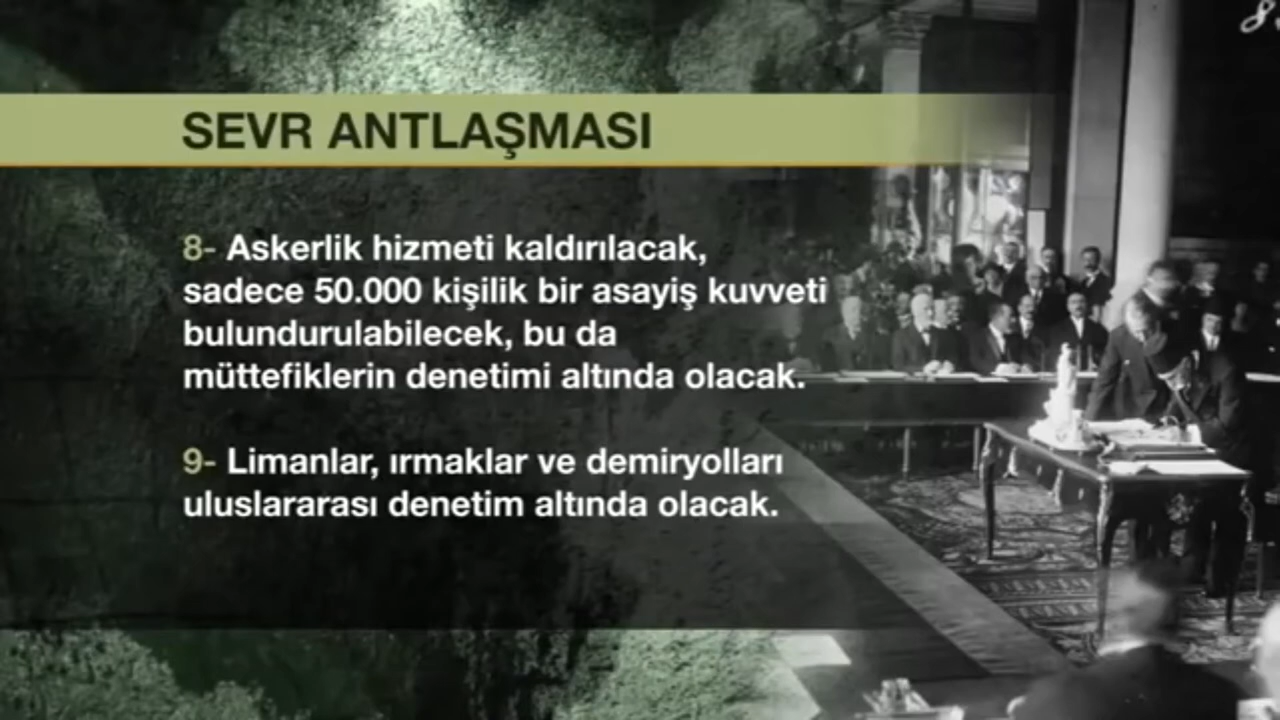 SEVR ANTLAŞMASI
8- Askerlik hizmeti kaldırılacak,
sadece 50.000 kişilik bir asayiş kuvveti
bulundurulabilecek, bu da
müttefiklerin denetimi altında olacak.
9- Limanlar, ırmaklar ve demiryolları
uluslararası denetim altında olacak.